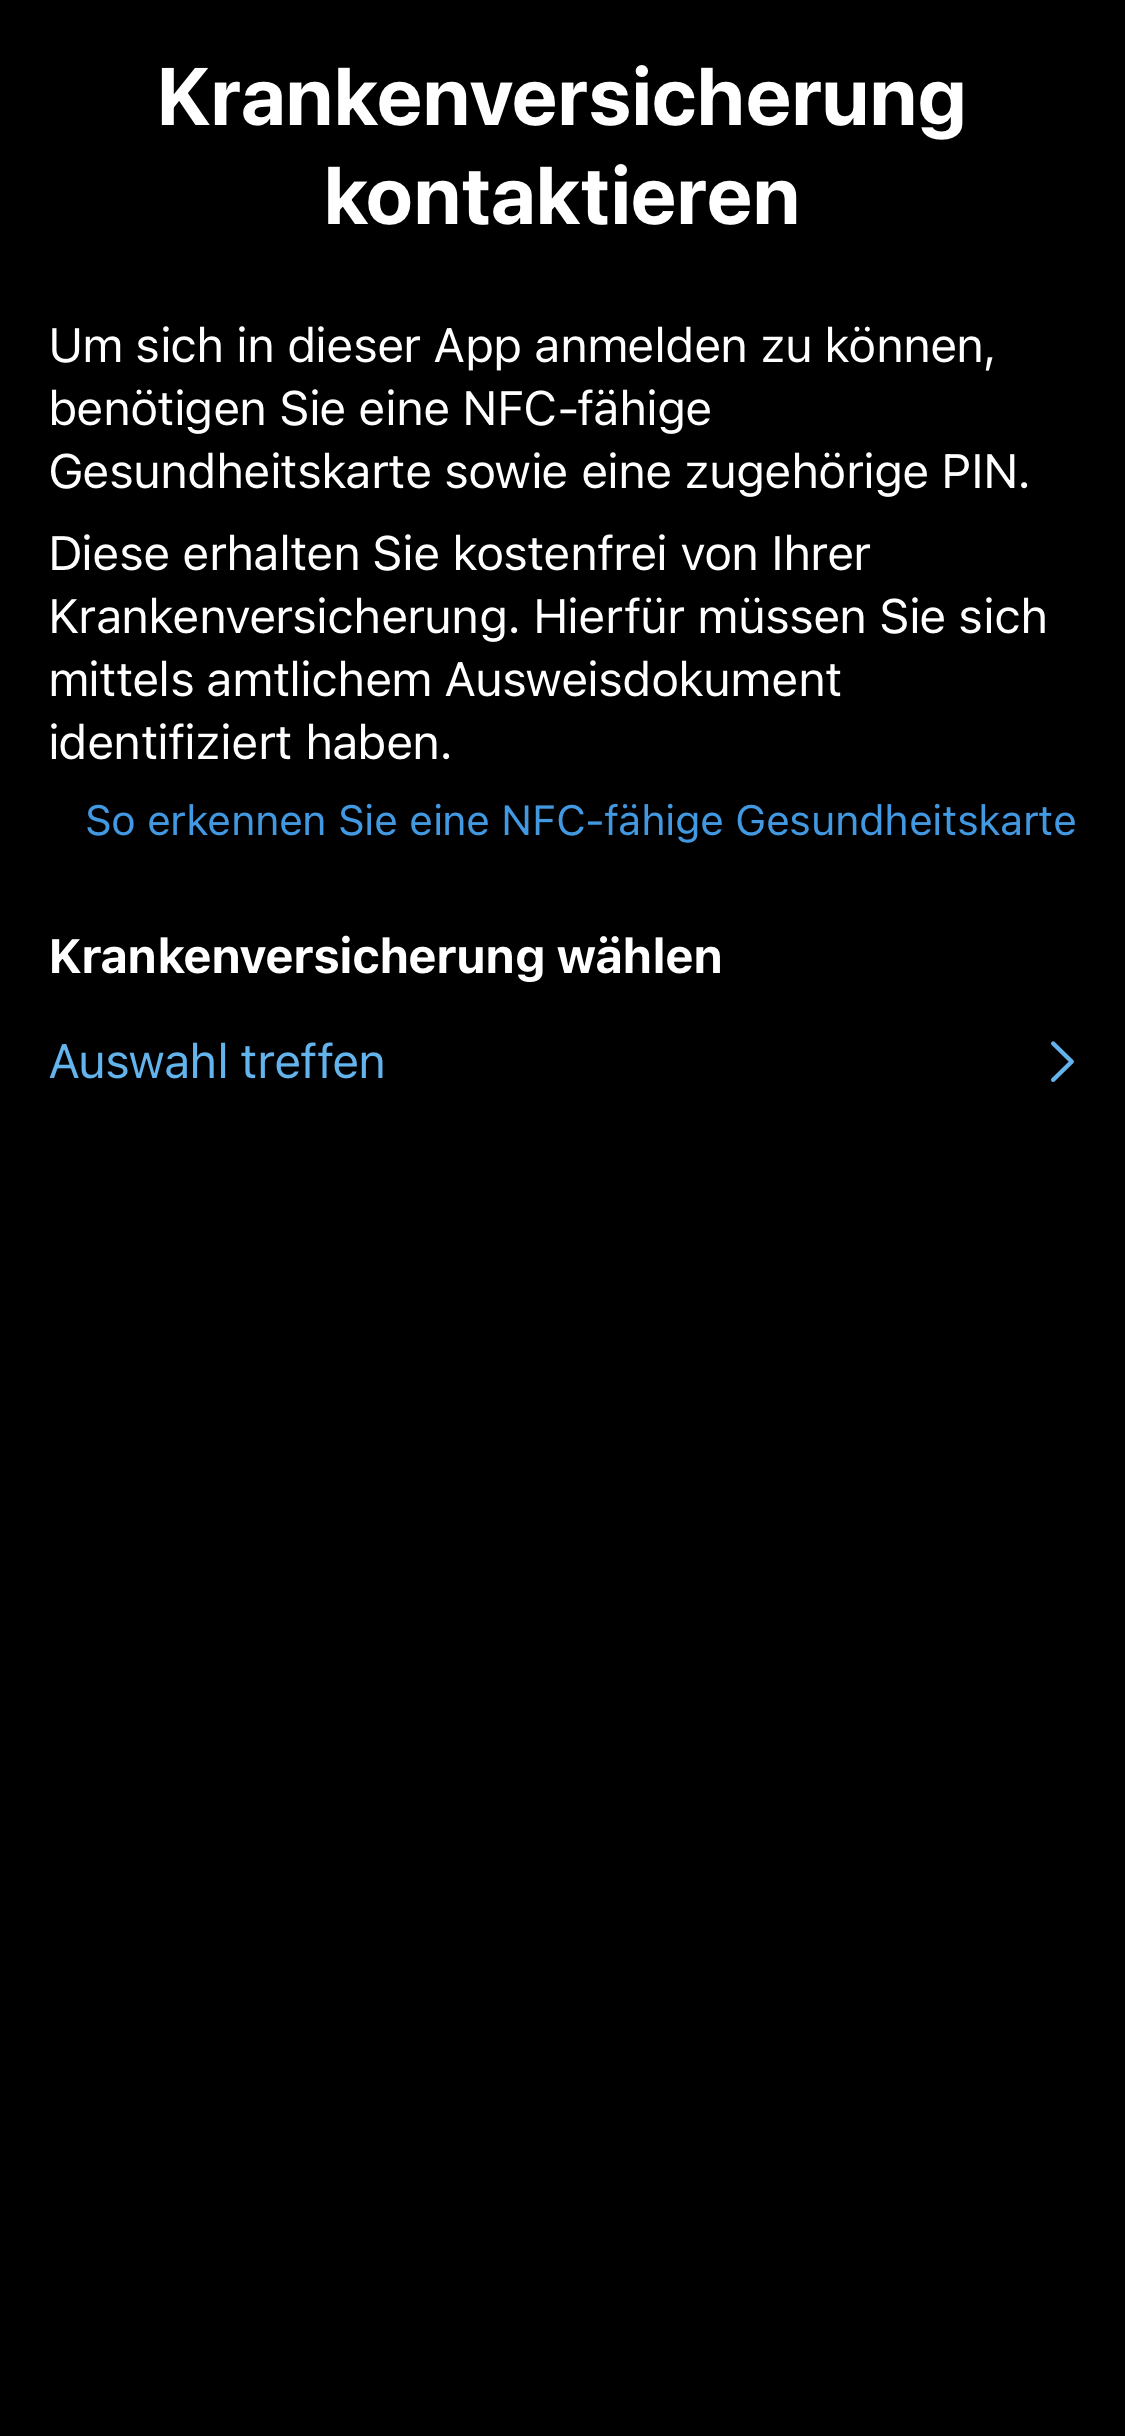 Krankenversicherung
kontaktieren
Um sich in dieser App anmelden zu können,
benötigen Sie eine NFC-fähige
Gesundheitskarte sowie eine zugehörige PIN.
Diese erhalten Sie kostenfrei von Ihrer
Krankenversicherung. Hierfür müssen Sie sich
mittels amtlichem Ausweisdokument
identifiziert haben.
So erkennen Sie eine NFC-fähige Gesundheitskarte
Krankenversicherung wählen
Auswahl treffen